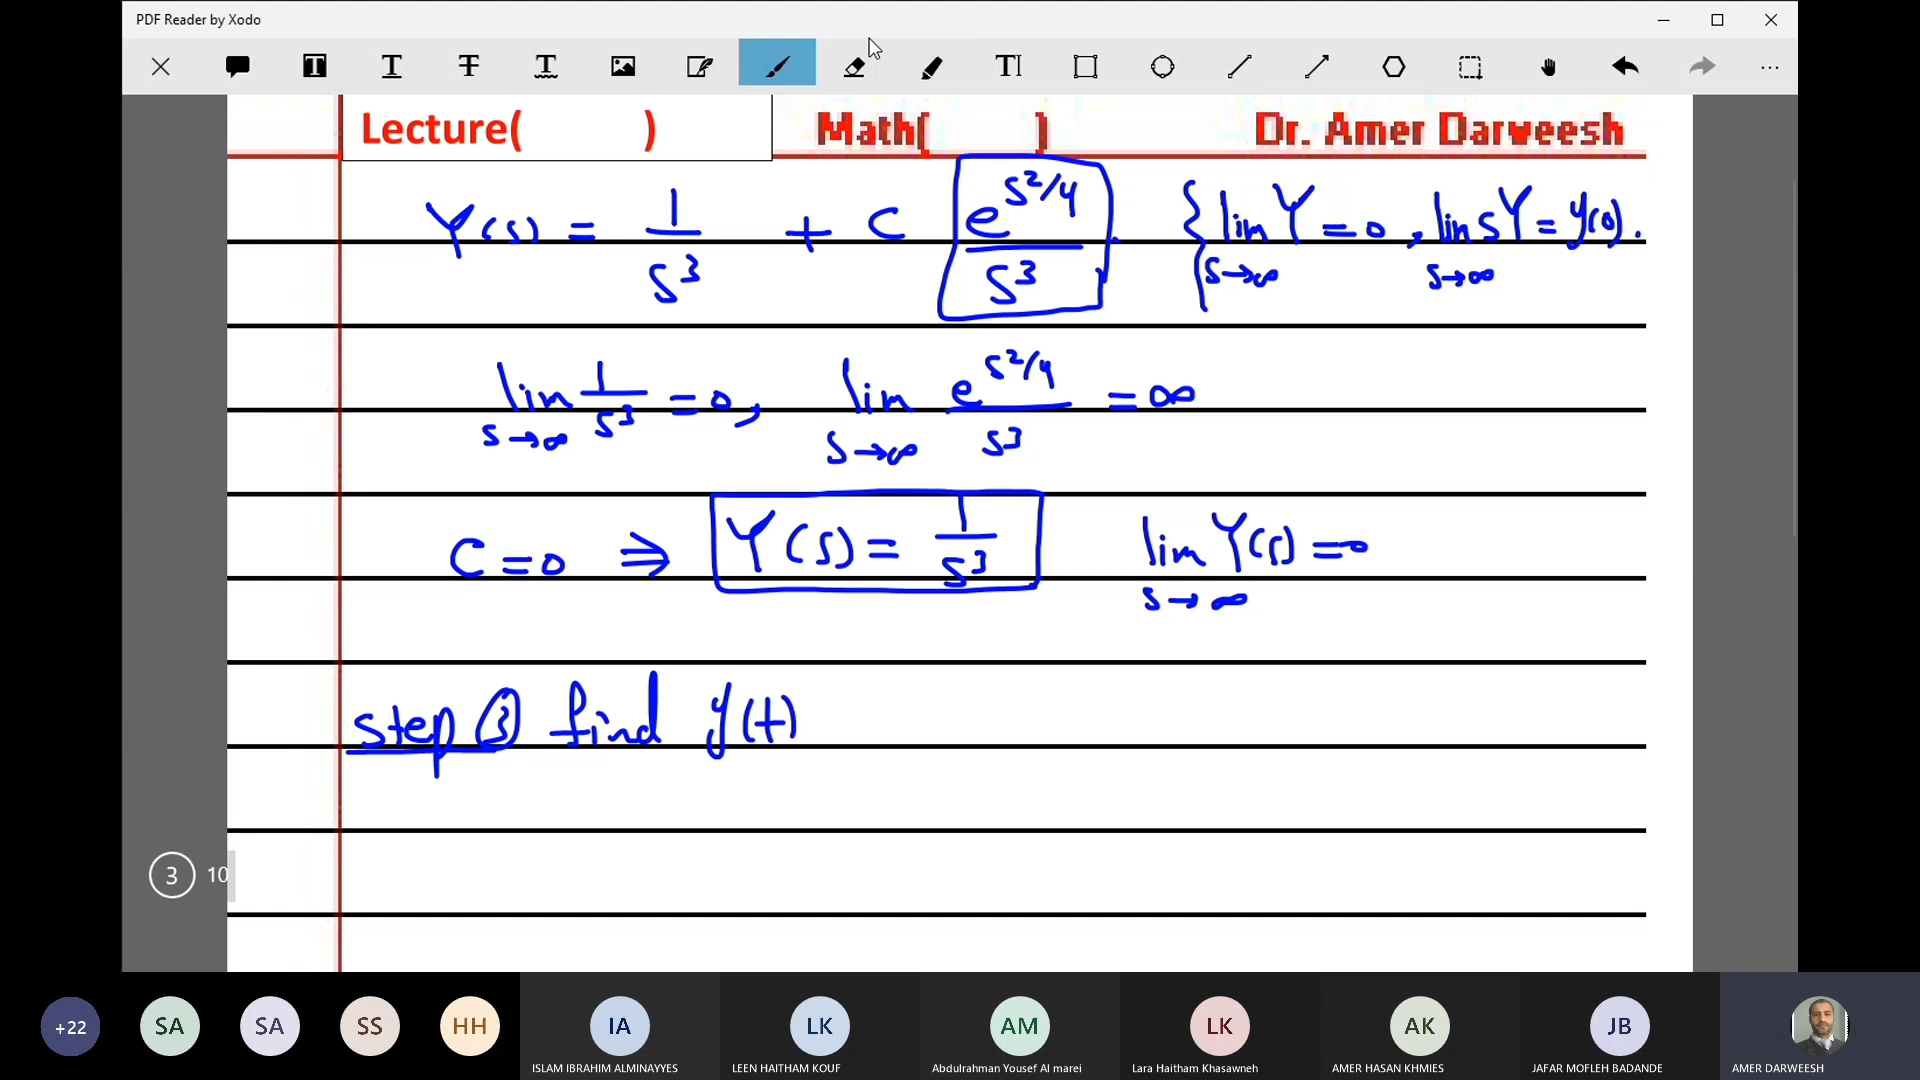 PDF Reader by Xodo
Lecture( ) Math( ) Dr. Amer Darweesh
Y(s) = 1/s³ + C e^(s²/4)/s³ . { lim s→∞ Y = 0 , lim s→∞ sY = y(0).
lim s→∞ 1/s³ = 0 , lim s→∞ e^(s²/4)/s³ = ∞
C = 0 ⇒ Y(s) = 1/s³ lim s→∞ Y(s) = 0
step ③ find y(t)
3 10
+22 SA SA SS HH IA LK AM LK AK JB
ISLAM IBRAHIM ALMINAYYES LEEN HAITHAM KOUF Abdulrahman Yousef Al marei Lara Haitham Khasawneh AMER HASAN KHMIES JAFAR MOFLEH BADANDE AMER DARWEESH